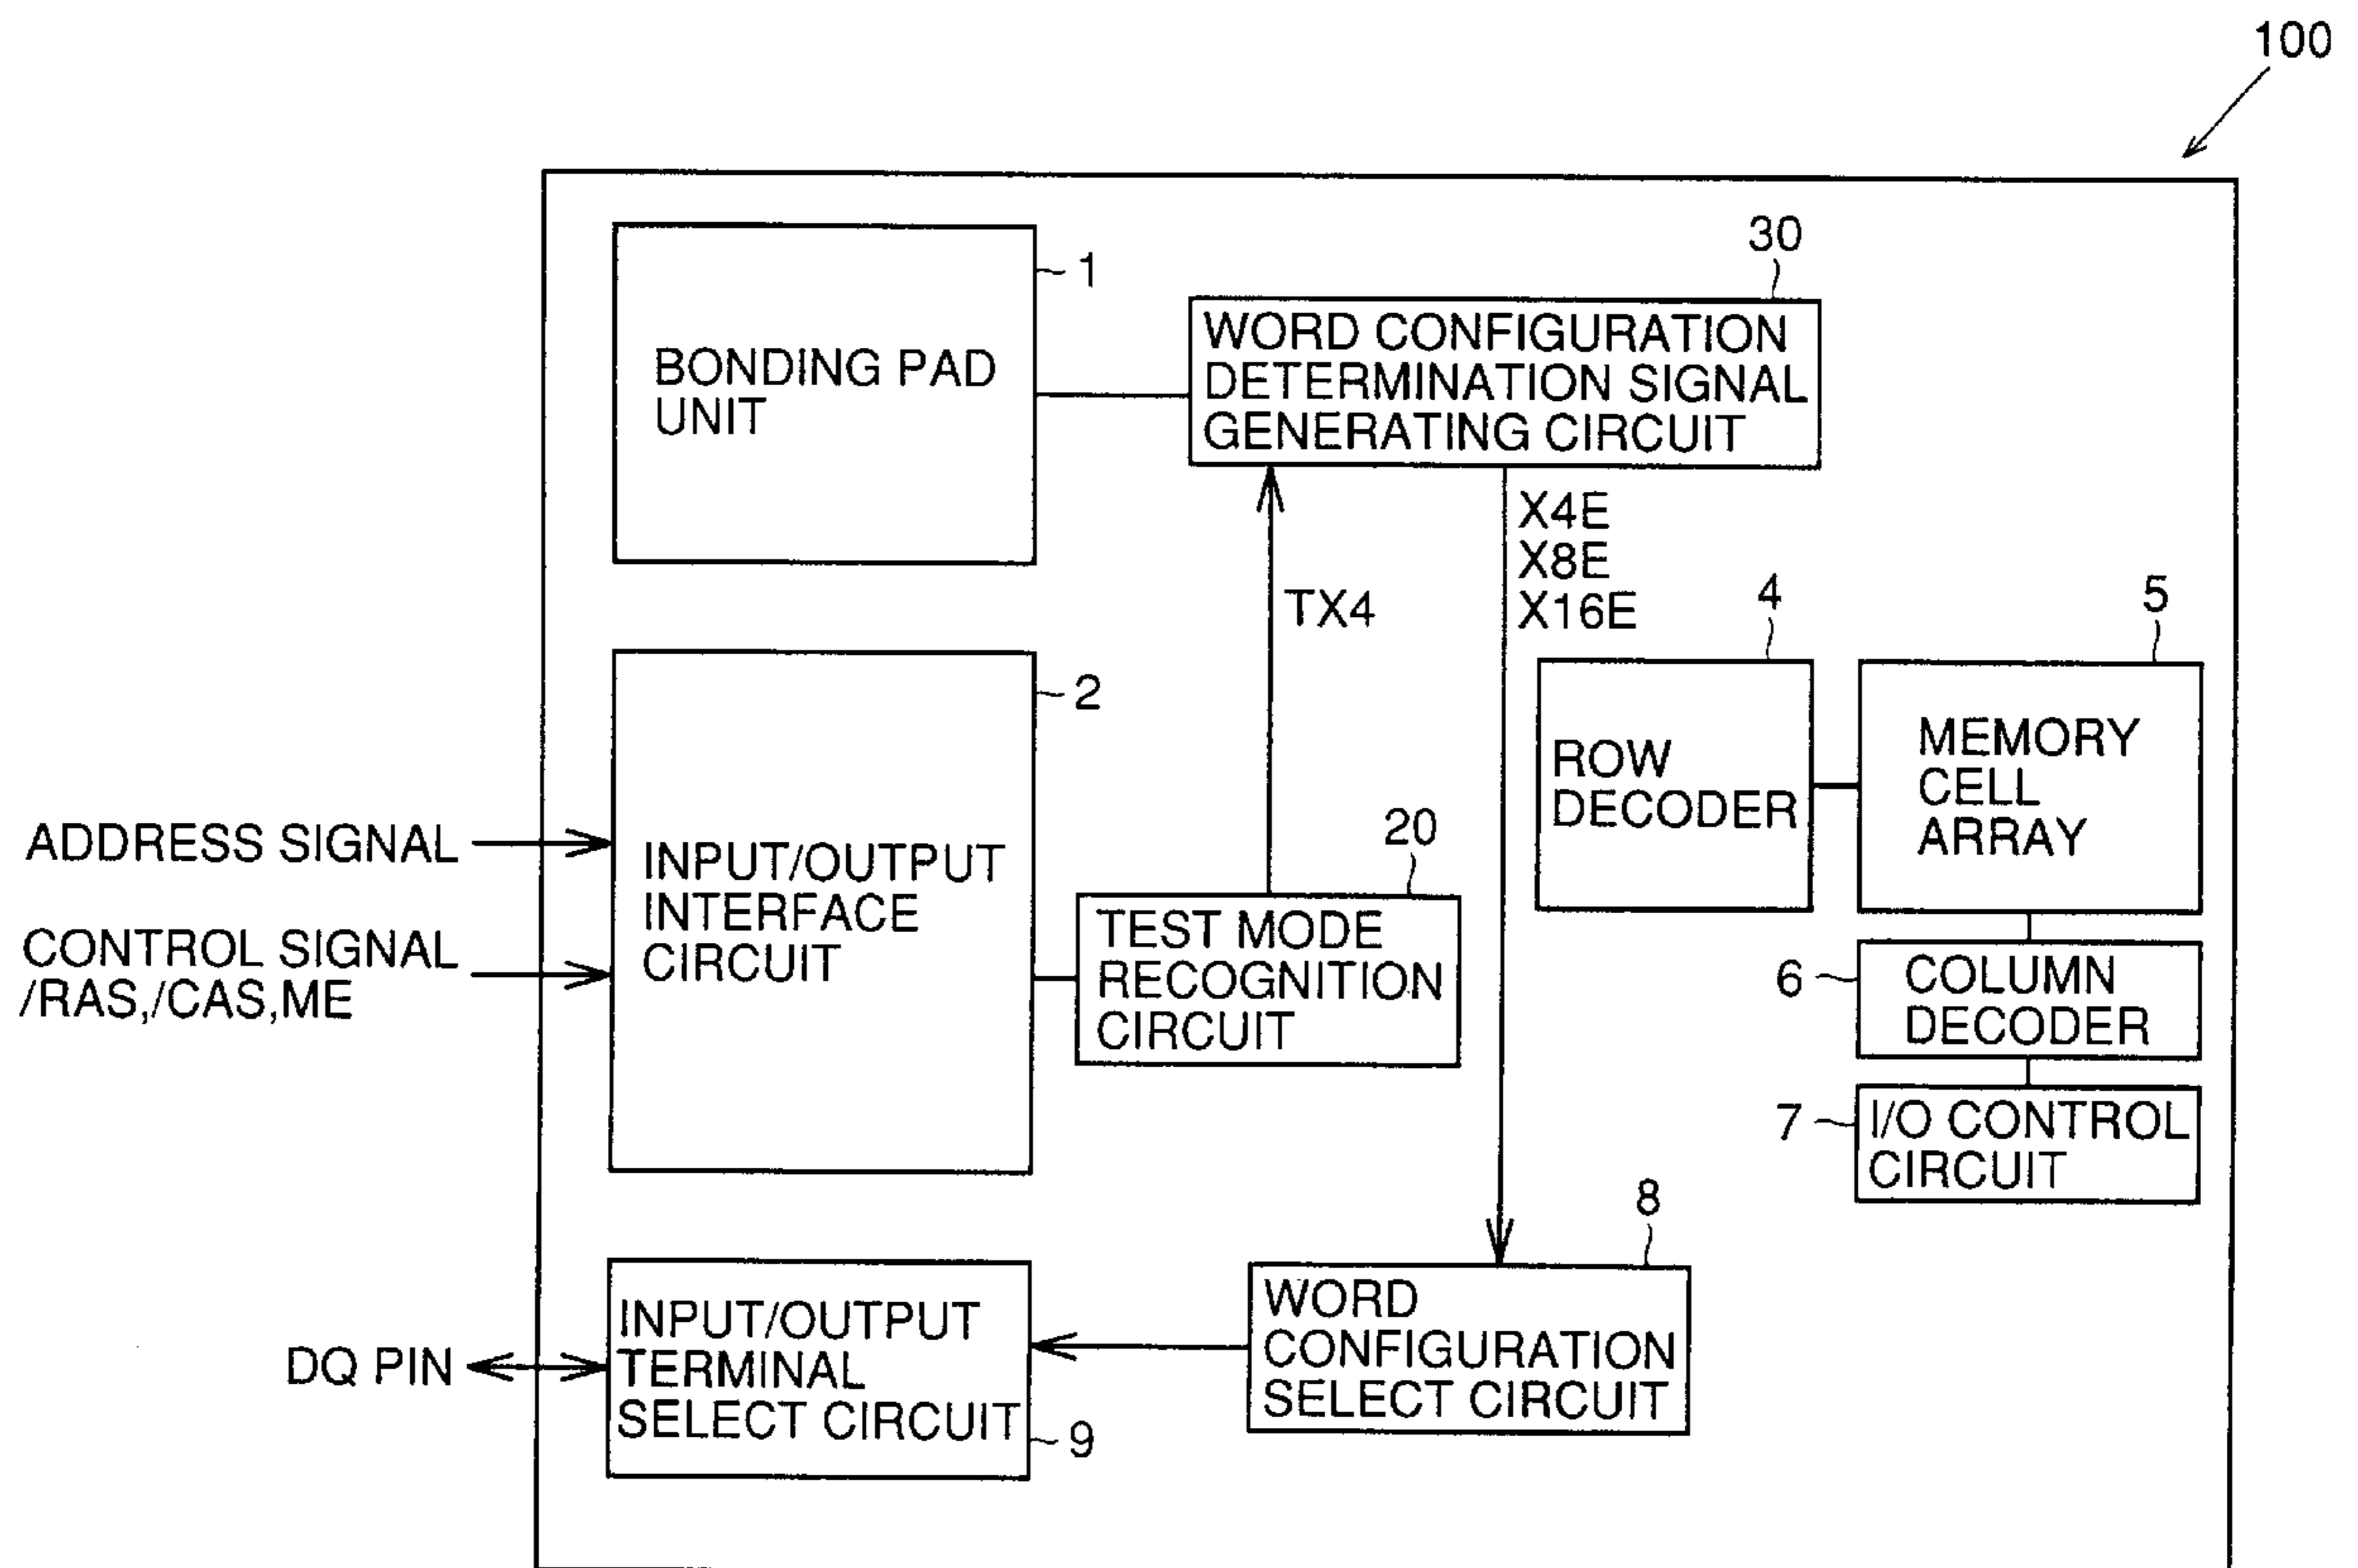 100
30
1
WORD CONFIGURATION
DETERMINATION SIGNAL
GENERATING CIRCUIT
BONDING PAD
UNIT
X4E
X8E
X16E
TX4
4
5
2
ROW
DECODER
MEMORY
CELL
ARRAY
ADDRESS SIGNAL
CONTROL SIGNAL
/RAS,/CAS,ME
INPUT/OUTPUT
INTERFACE
CIRCUIT
20
TEST MODE
RECOGNITION
CIRCUIT
6
COLUMN
DECODER
7
I/O CONTROL
CIRCUIT
8
DQ PIN
INPUT/OUTPUT
TERMINAL
SELECT CIRCUIT
9
WORD
CONFIGURATION
SELECT CIRCUIT